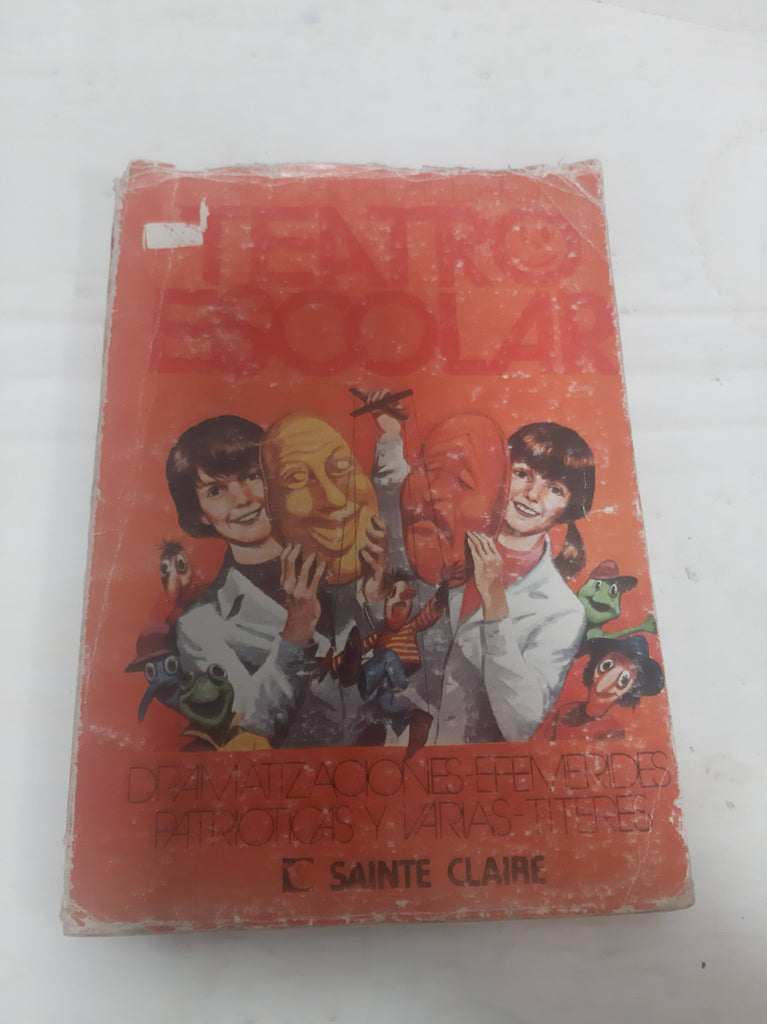 TEATRO
ESCOLAR
DRAMATIZACIONES-EFEMERIDES
PATRIOTICAS Y VARIAS-TITERES
SAINTE CLAIRE